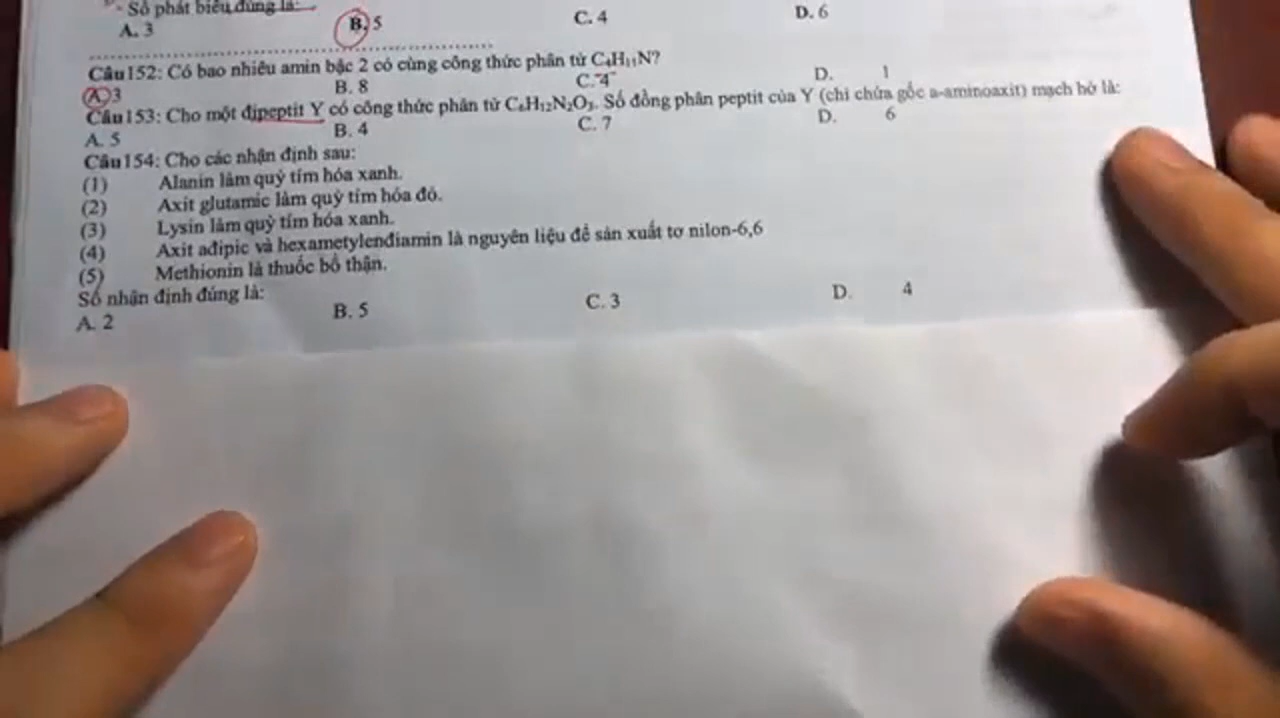 - Số phát biểu đúng là:
A. 3 B. 5 C. 4 D. 6
Câu152: Có bao nhiêu amin bậc 2 có cùng công thức phân tử C₄H₁₁N?
A. 3 B. 8 C. 4 D. 1
Câu153: Cho một đipeptit Y có công thức phân tử C₆H₁₂N₂O₃. Số đồng phân peptit của Y (chỉ chứa gốc a-aminoaxit) mạch hở là:
A. 5 B. 4 C. 7 D. 6
Câu154: Cho các nhận định sau:
(1) Alanin làm quỳ tím hóa xanh.
(2) Axit glutamic làm quỳ tím hóa đỏ.
(3) Lysin làm quỳ tím hóa xanh.
(4) Axit ađipic và hexametylenđiamin là nguyên liệu để sản xuất tơ nilon-6,6
(5) Methionin là thuốc bổ thận.
Số nhận định đúng là:
A. 2 B. 5 C. 3 D. 4